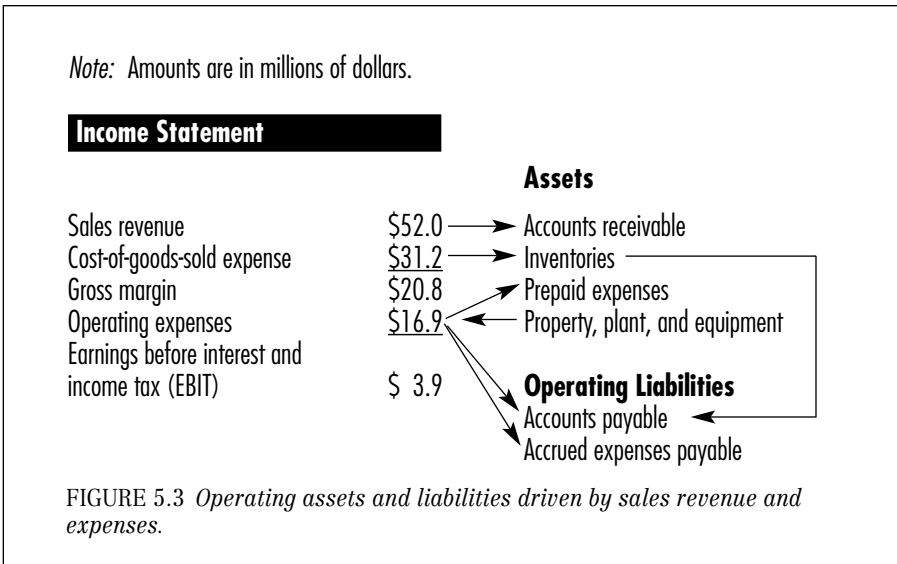 Note: Amounts are in millions of dollars.
Income Statement
Assets
Sales revenue $52.0 Accounts receivable
Cost-of-goods-sold expense $31.2 Inventories
Gross margin $20.8 Prepaid expenses
Operating expenses $16.9 Property, plant, and equipment
Earnings before interest and
income tax (EBIT) $ 3.9 Operating Liabilities
Accounts payable
Accrued expenses payable
FIGURE 5.3 Operating assets and liabilities driven by sales revenue and
expenses.